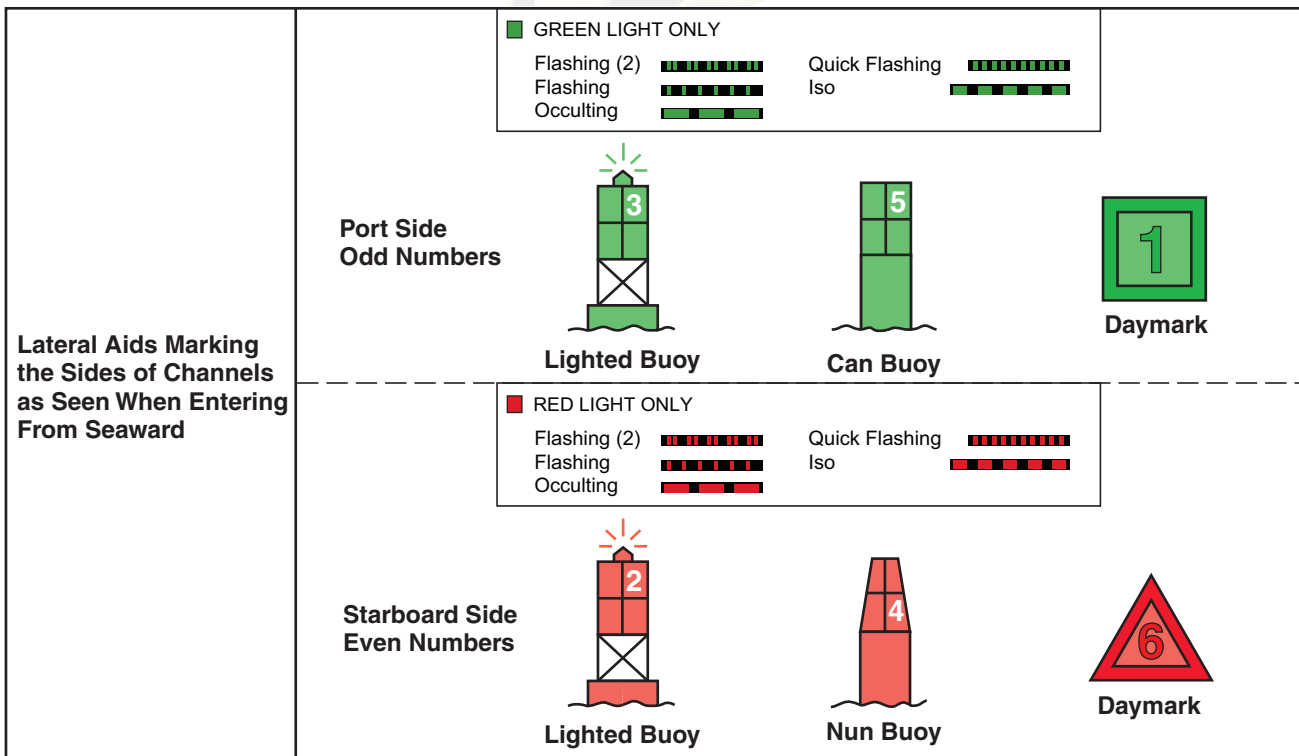 Lateral Aids Marking
the Sides of Channels
as Seen When Entering
From Seaward
GREEN LIGHT ONLY
Flashing (2)
Flashing
Occulting
Quick Flashing
Iso
Port Side
Odd Numbers
3
Lighted Buoy
5
Can Buoy
1
Daymark
RED LIGHT ONLY
Flashing (2)
Flashing
Occulting
Quick Flashing
Iso
Starboard Side
Even Numbers
2
Lighted Buoy
4
Nun Buoy
6
Daymark